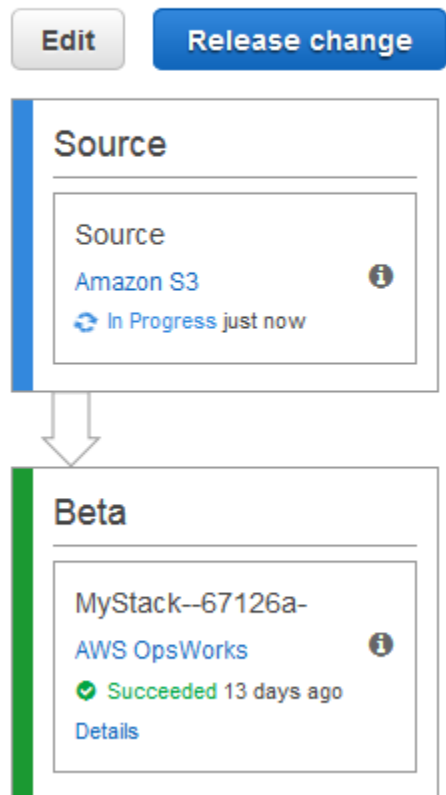 Edit
Release change
Source
Source
Amazon S3
In Progress just now
Beta
MyStack--67126a-
AWS OpsWorks
Succeeded 13 days ago
Details